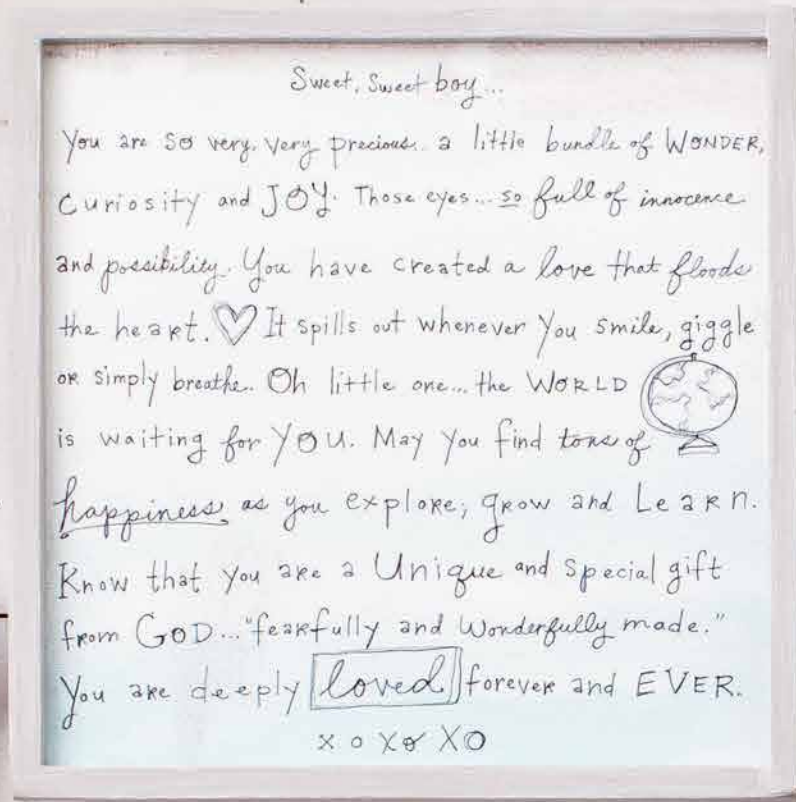 Sweet, Sweet boy...
You are so very, very precious.. a little bundle of WONDER,
Curiosity and JOY. Those eyes... so full of innocence
and possibility. You have created a love that floods
the heart. ♡ It spills out whenever you smile, giggle
or simply breathe. Oh little one... the WORLD
is waiting for YOU. May you find tons of
happiness, as you explore, grow and Learn.
Know that you are a Unique and special gift
from GOD... "fearfully and Wonderfully made."
You are deeply loved forever and EVER.
x o x o X O